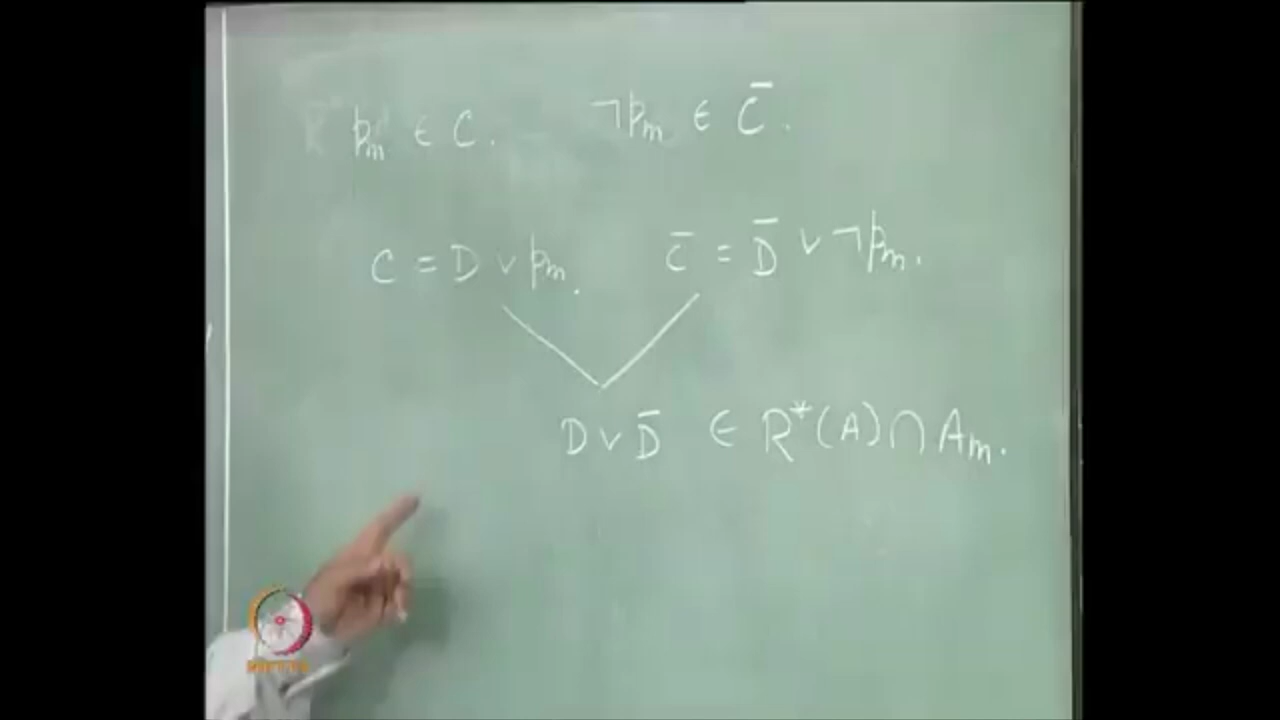 pₘ ∈ C. ¬pₘ ∈ C̄.
C = D ∨ pₘ. C̄ = D̄ ∨ ¬pₘ.
D ∨ D̄ ∈ R*(A) ∩ Aₘ.